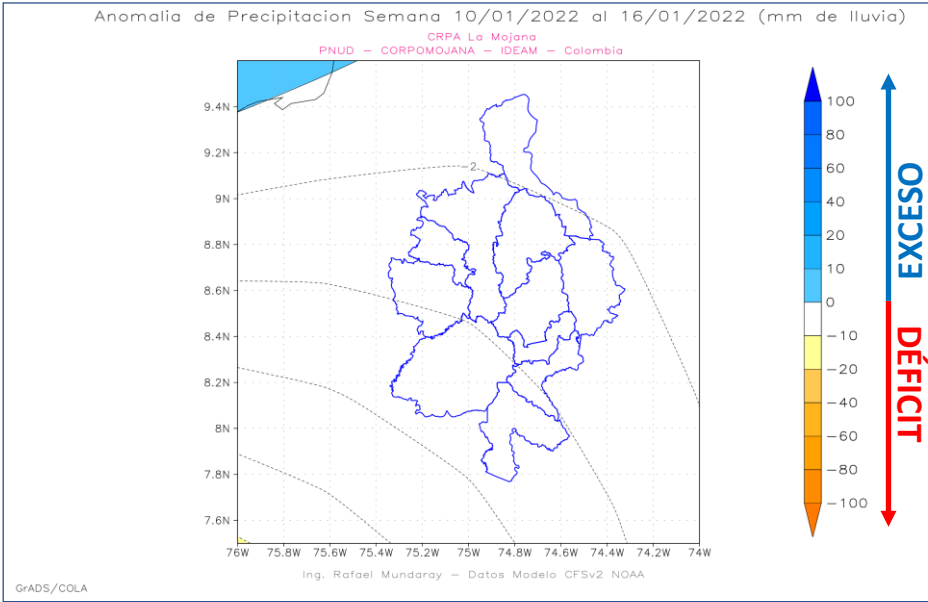 Anomalia de Precipitacion Semana 10/01/2022 al 16/01/2022 (mm de lluvia)
CRPA La Mojana
PNUD – CORPOMOJANA – IDEAM – Colombia
9.4N
9.2N
9N
8.8N
8.6N
8.4N
8.2N
8N
7.8N
7.6N
-2
76W 75.8W 75.6W 75.4W 75.2W 75W 74.8W 74.6W 74.4W 74.2W 74W
100
80
60
40
20
10
0
-10
-20
-40
-60
-80
-100
EXCESO
DÉFICIT
Ing. Rafael Mundaray – Datos Modelo CFSv2 NOAA
GrADS/COLA